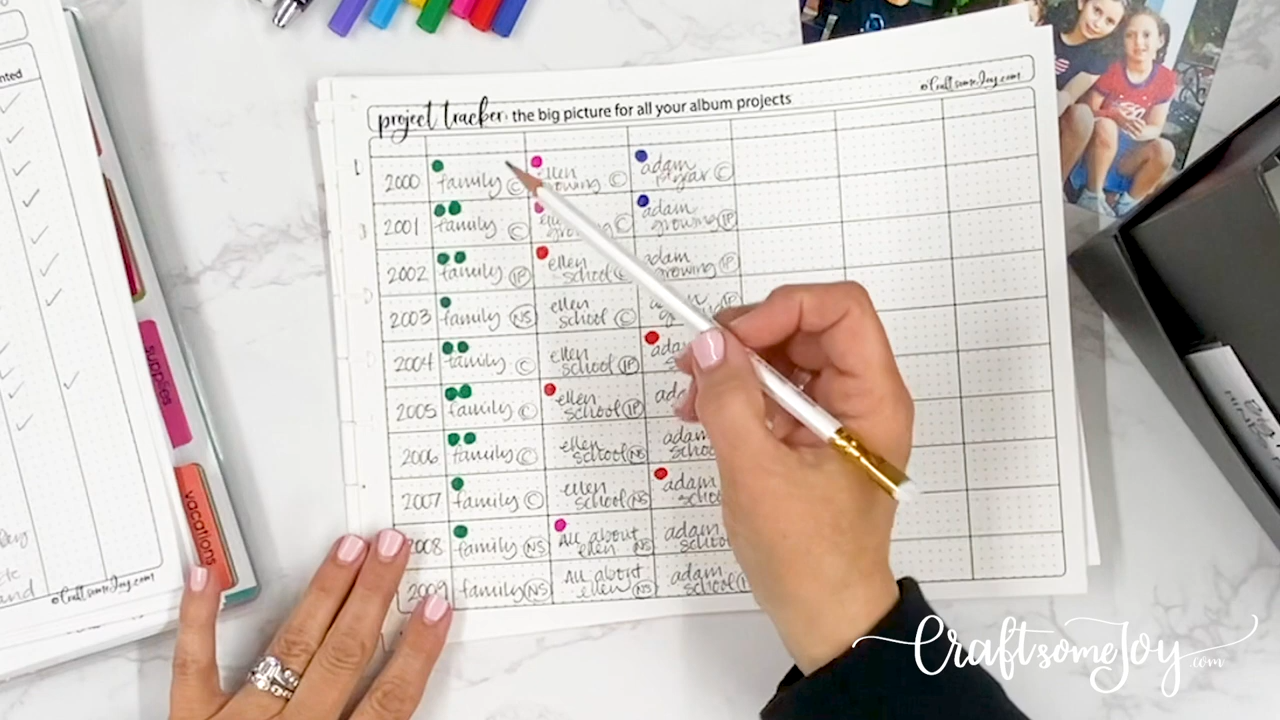 nted
project tracker: the big picture for all your album projects
©CraftsomeJoy.com
2000 family © ellen growing © adam 1st year ©
2001 family © growing © adam growing IP
2002 family IP ellen school adam growing IP
2003 family NS ellen school © IP
2004 family © ellen school IP adam
2005 family © ellen school IP
2006 family © ellen school NS adam school
2007 family © ellen school NS adam school
2008 family NS All about ellen NS adam school
2009 family NS All about ellen NS adam school
supplies
vacations
©CraftsomeJoy.com
CraftsomeJoy.com